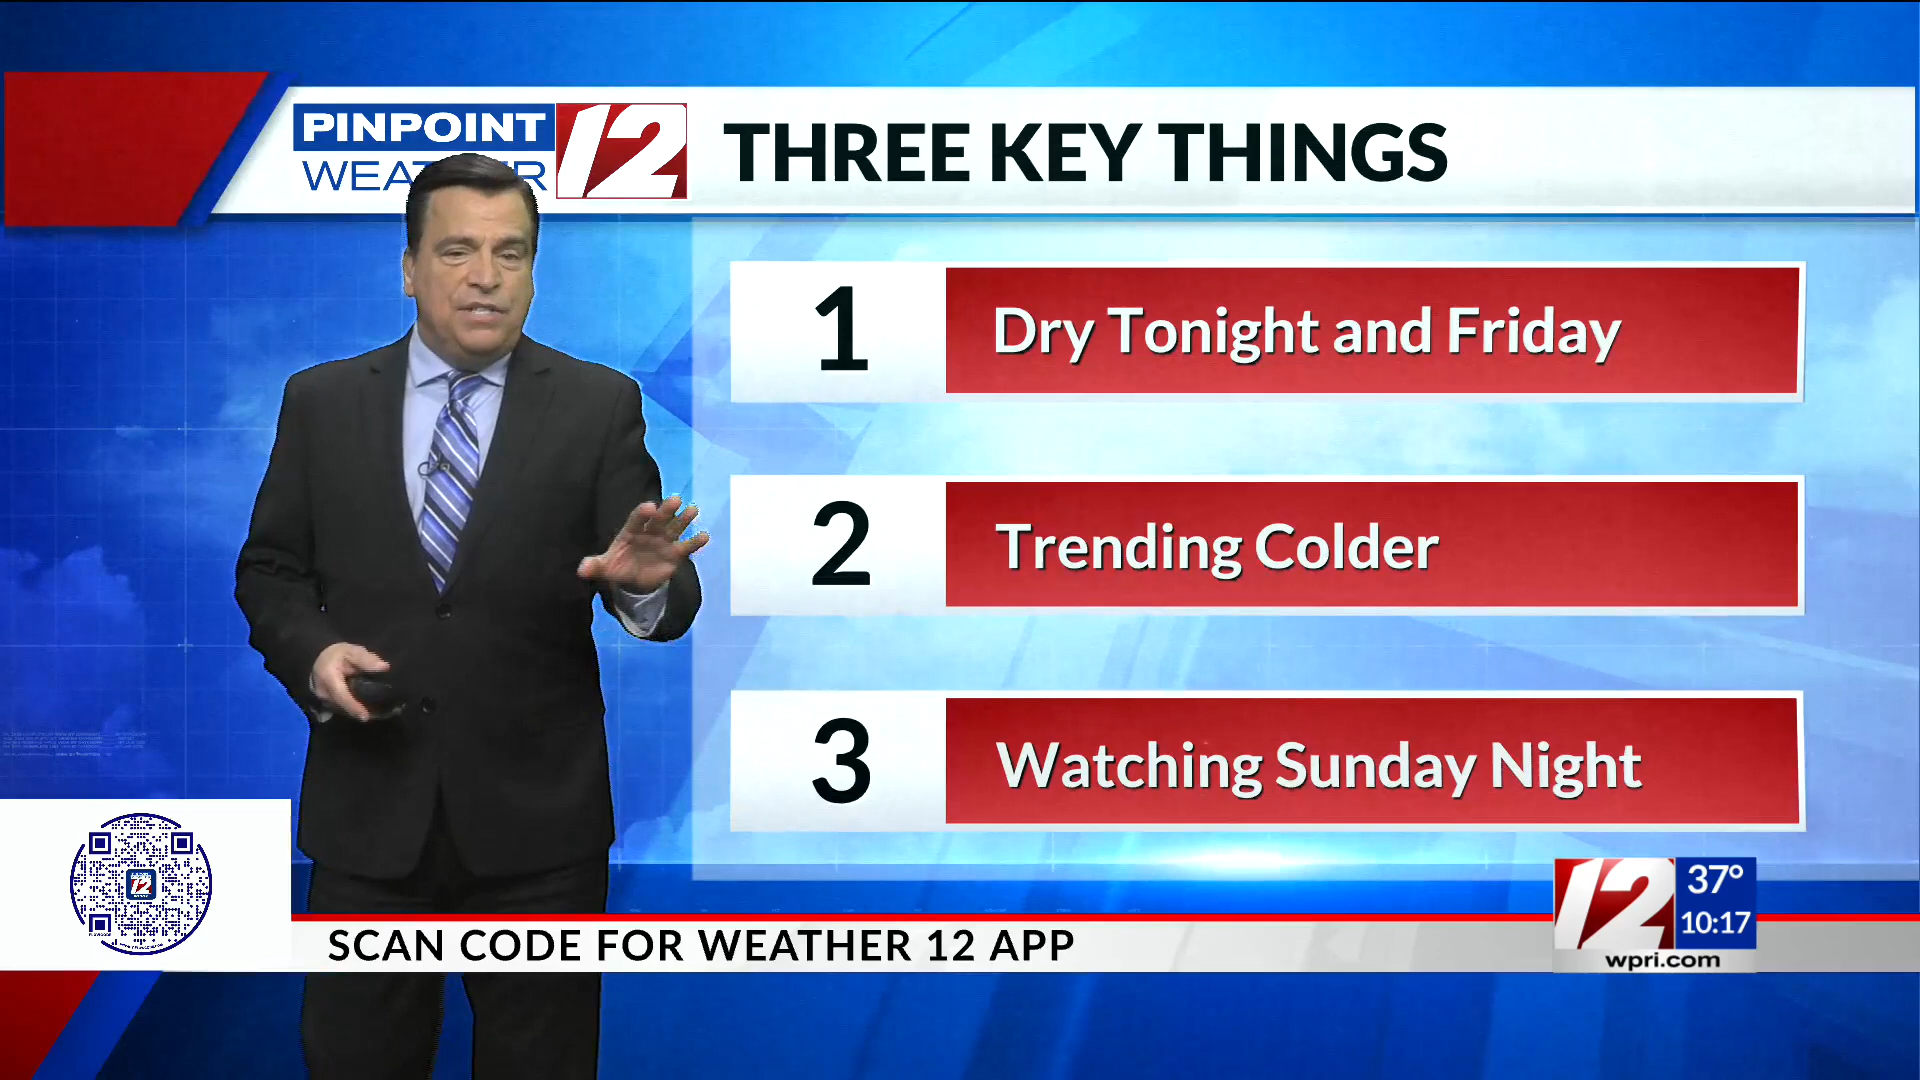 PINPOINT
WEA R
12
THREE KEY THINGS
1
Dry Tonight and Friday
2
Trending Colder
3
Watching Sunday Night
12
SCAN CODE FOR WEATHER 12 APP
12
37°
10:17
wpri.com